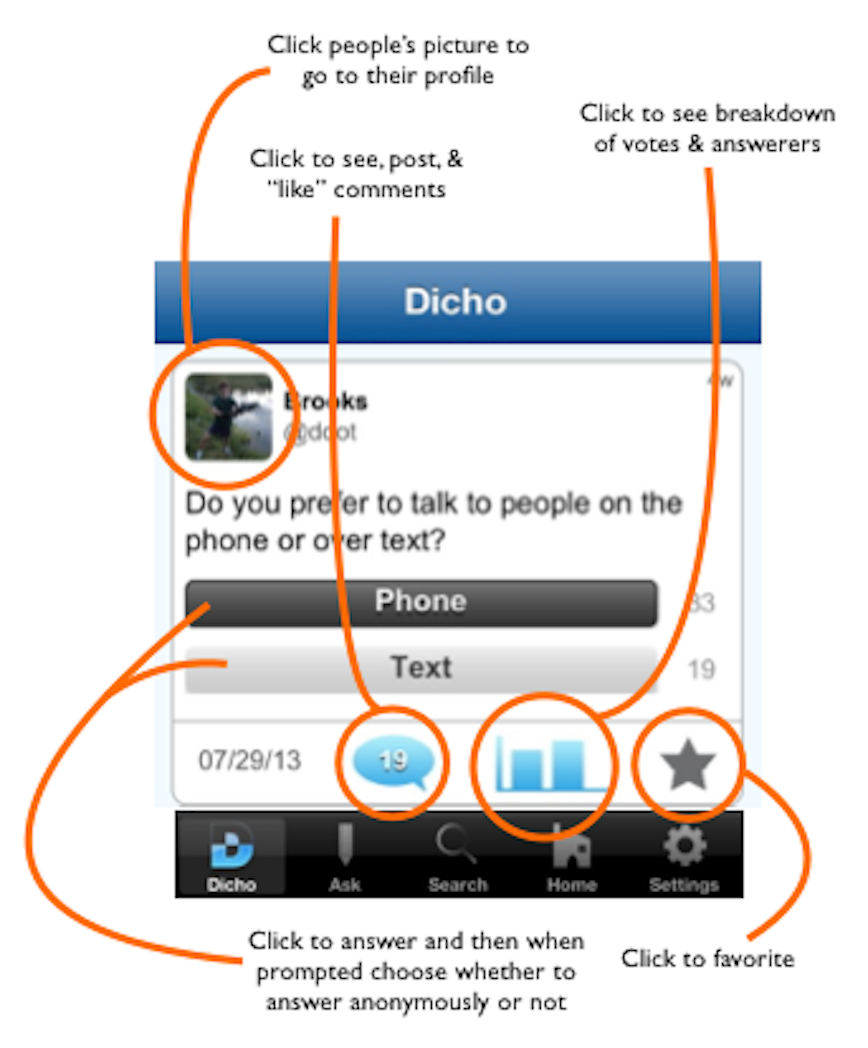 Click people's picture to
go to their profile
Click to see breakdown
of votes & answerers
Click to see, post, &
"like" comments
Dicho
4w
Brooks
@doot
Do you prefer to talk to people on the
phone or over text?
Phone 33
Text 19
07/29/13 19
Dicho Ask Search Home Settings
Click to answer and then when
prompted choose whether to
answer anonymously or not
Click to favorite